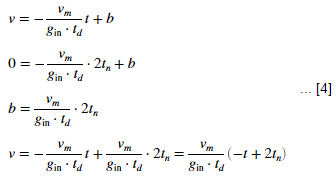 v = − v_m / (g_in · t_d) t + b
0 = − v_m / (g_in · t_d) · 2t_n + b
... [4]
b = v_m / (g_in · t_d) · 2t_n
v = − v_m / (g_in · t_d) t + v_m / (g_in · t_d) · 2t_n = v_m / (g_in · t_d) (−t + 2t_n)